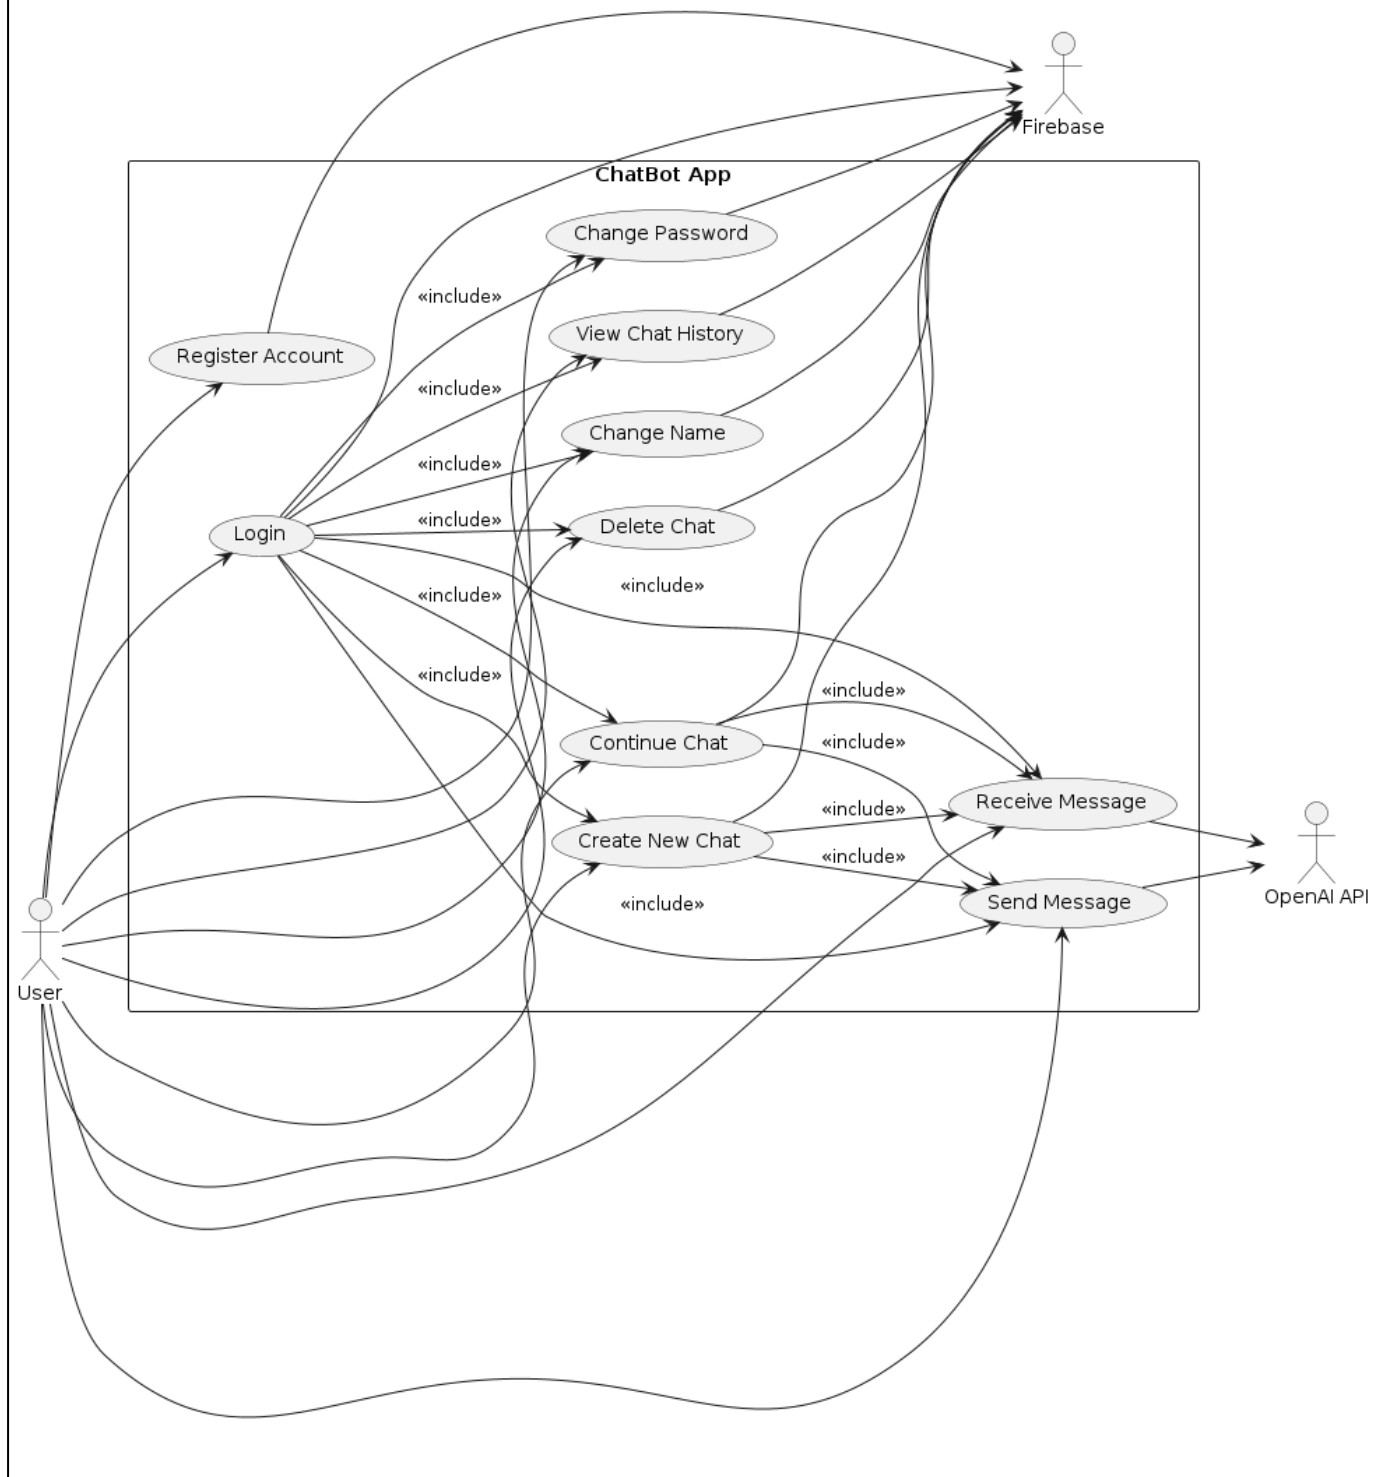 Firebase
ChatBot App
Change Password
«include»
View Chat History
Register Account
«include»
Change Name
«include»
«include»
Delete Chat
Login
«include»
«include»
«include»
«include»
Continue Chat
«include»
Receive Message
«include»
Create New Chat
«include»
OpenAI API
Send Message
«include»
User